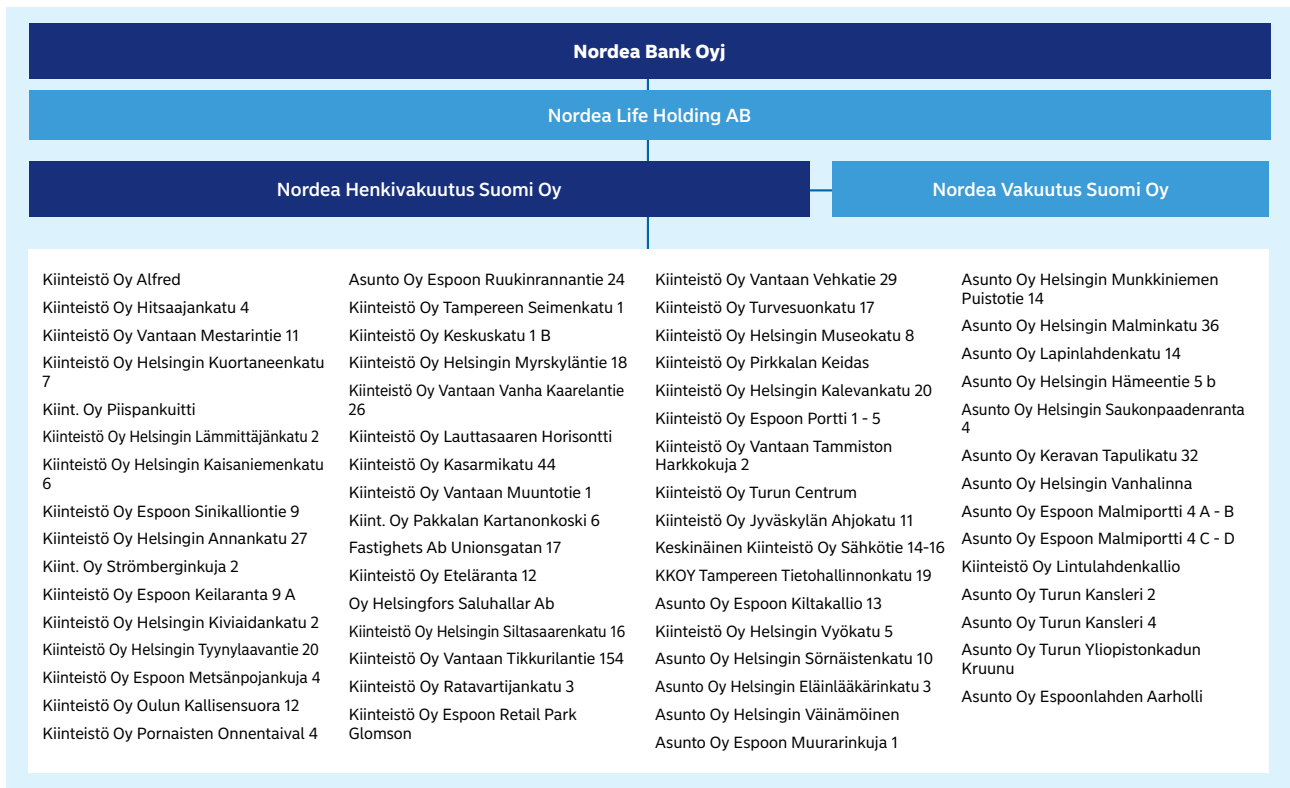 Nordea Bank Oyj
Nordea Life Holding AB
Nordea Henkivakuutus Suomi Oy
Nordea Vakuutus Suomi Oy
Kiinteistö Oy Alfred
Kiinteistö Oy Hitsaajankatu 4
Kiinteistö Oy Vantaan Mestarintie 11
Kiinteistö Oy Helsingin Kuortaneenkatu
7
Kiint. Oy Piispankuitti
Kiinteistö Oy Helsingin Lämmittäjänkatu 2
Kiinteistö Oy Helsingin Kaisaniemenkatu
6
Kiinteistö Oy Espoon Sinikalliontie 9
Kiinteistö Oy Helsingin Annankatu 27
Kiint. Oy Strömberginkuja 2
Kiinteistö Oy Espoon Keilaranta 9 A
Kiinteistö Oy Helsingin Kiviaidankatu 2
Kiinteistö Oy Helsingin Tyynylaavantie 20
Kiinteistö Oy Espoon Metsänpojankuja 4
Kiinteistö Oy Oulun Kallisensuora 12
Kiinteistö Oy Pornaisten Onnentaival 4
Asunto Oy Espoon Ruukinrannantie 24
Kiinteistö Oy Tampereen Seimenkatu 1
Kiinteistö Oy Keskuskatu 1 B
Kiinteistö Oy Helsingin Myrskyläntie 18
Kiinteistö Oy Vantaan Vanha Kaarelantie
26
Kiinteistö Oy Lauttasaaren Horisontti
Kiinteistö Oy Kasarmikatu 44
Kiinteistö Oy Vantaan Muuntotie 1
Kiint. Oy Pakkalan Kartanonkoski 6
Fastighets Ab Unionsgatan 17
Kiinteistö Oy Eteläranta 12
Oy Helsingfors Saluhallar Ab
Kiinteistö Oy Helsingin Siltasaarenkatu 16
Kiinteistö Oy Vantaan Tikkurilantie 154
Kiinteistö Oy Ratavartijankatu 3
Kiinteistö Oy Espoon Retail Park
Glomson
Kiinteistö Oy Vantaan Vehkatie 29
Kiinteistö Oy Turvesuonkatu 17
Kiinteistö Oy Helsingin Museokatu 8
Kiinteistö Oy Pirkkalan Keidas
Kiinteistö Oy Helsingin Kalevankatu 20
Kiinteistö Oy Espoon Portti 1 - 5
Kiinteistö Oy Vantaan Tammiston
Harkkokuja 2
Kiinteistö Oy Turun Centrum
Kiinteistö Oy Jyväskylän Ahjokatu 11
Keskinäinen Kiinteistö Oy Sähkötie 14-16
KKOY Tampereen Tietohallinnonkatu 19
Asunto Oy Espoon Kiltakallio 13
Kiinteistö Oy Helsingin Vyökatu 5
Asunto Oy Helsingin Sörnäistenkatu 10
Asunto Oy Helsingin Eläinlääkärinkatu 3
Asunto Oy Helsingin Väinämöinen
Asunto Oy Espoon Muurarinkuja 1
Asunto Oy Helsingin Munkkiniemen
Puistotie 14
Asunto Oy Helsingin Malminkatu 36
Asunto Oy Lapinlahdenkatu 14
Asunto Oy Helsingin Hämeentie 5 b
Asunto Oy Helsingin Saukonpaadenranta
4
Asunto Oy Keravan Tapulikatu 32
Asunto Oy Helsingin Vanhalinna
Asunto Oy Espoon Malmiportti 4 A - B
Asunto Oy Espoon Malmiportti 4 C - D
Kiinteistö Oy Lintulahdenkallio
Asunto Oy Turun Kansleri 2
Asunto Oy Turun Kansleri 4
Asunto Oy Turun Yliopistonkadun
Kruunu
Asunto Oy Espoonlahden Aarholli